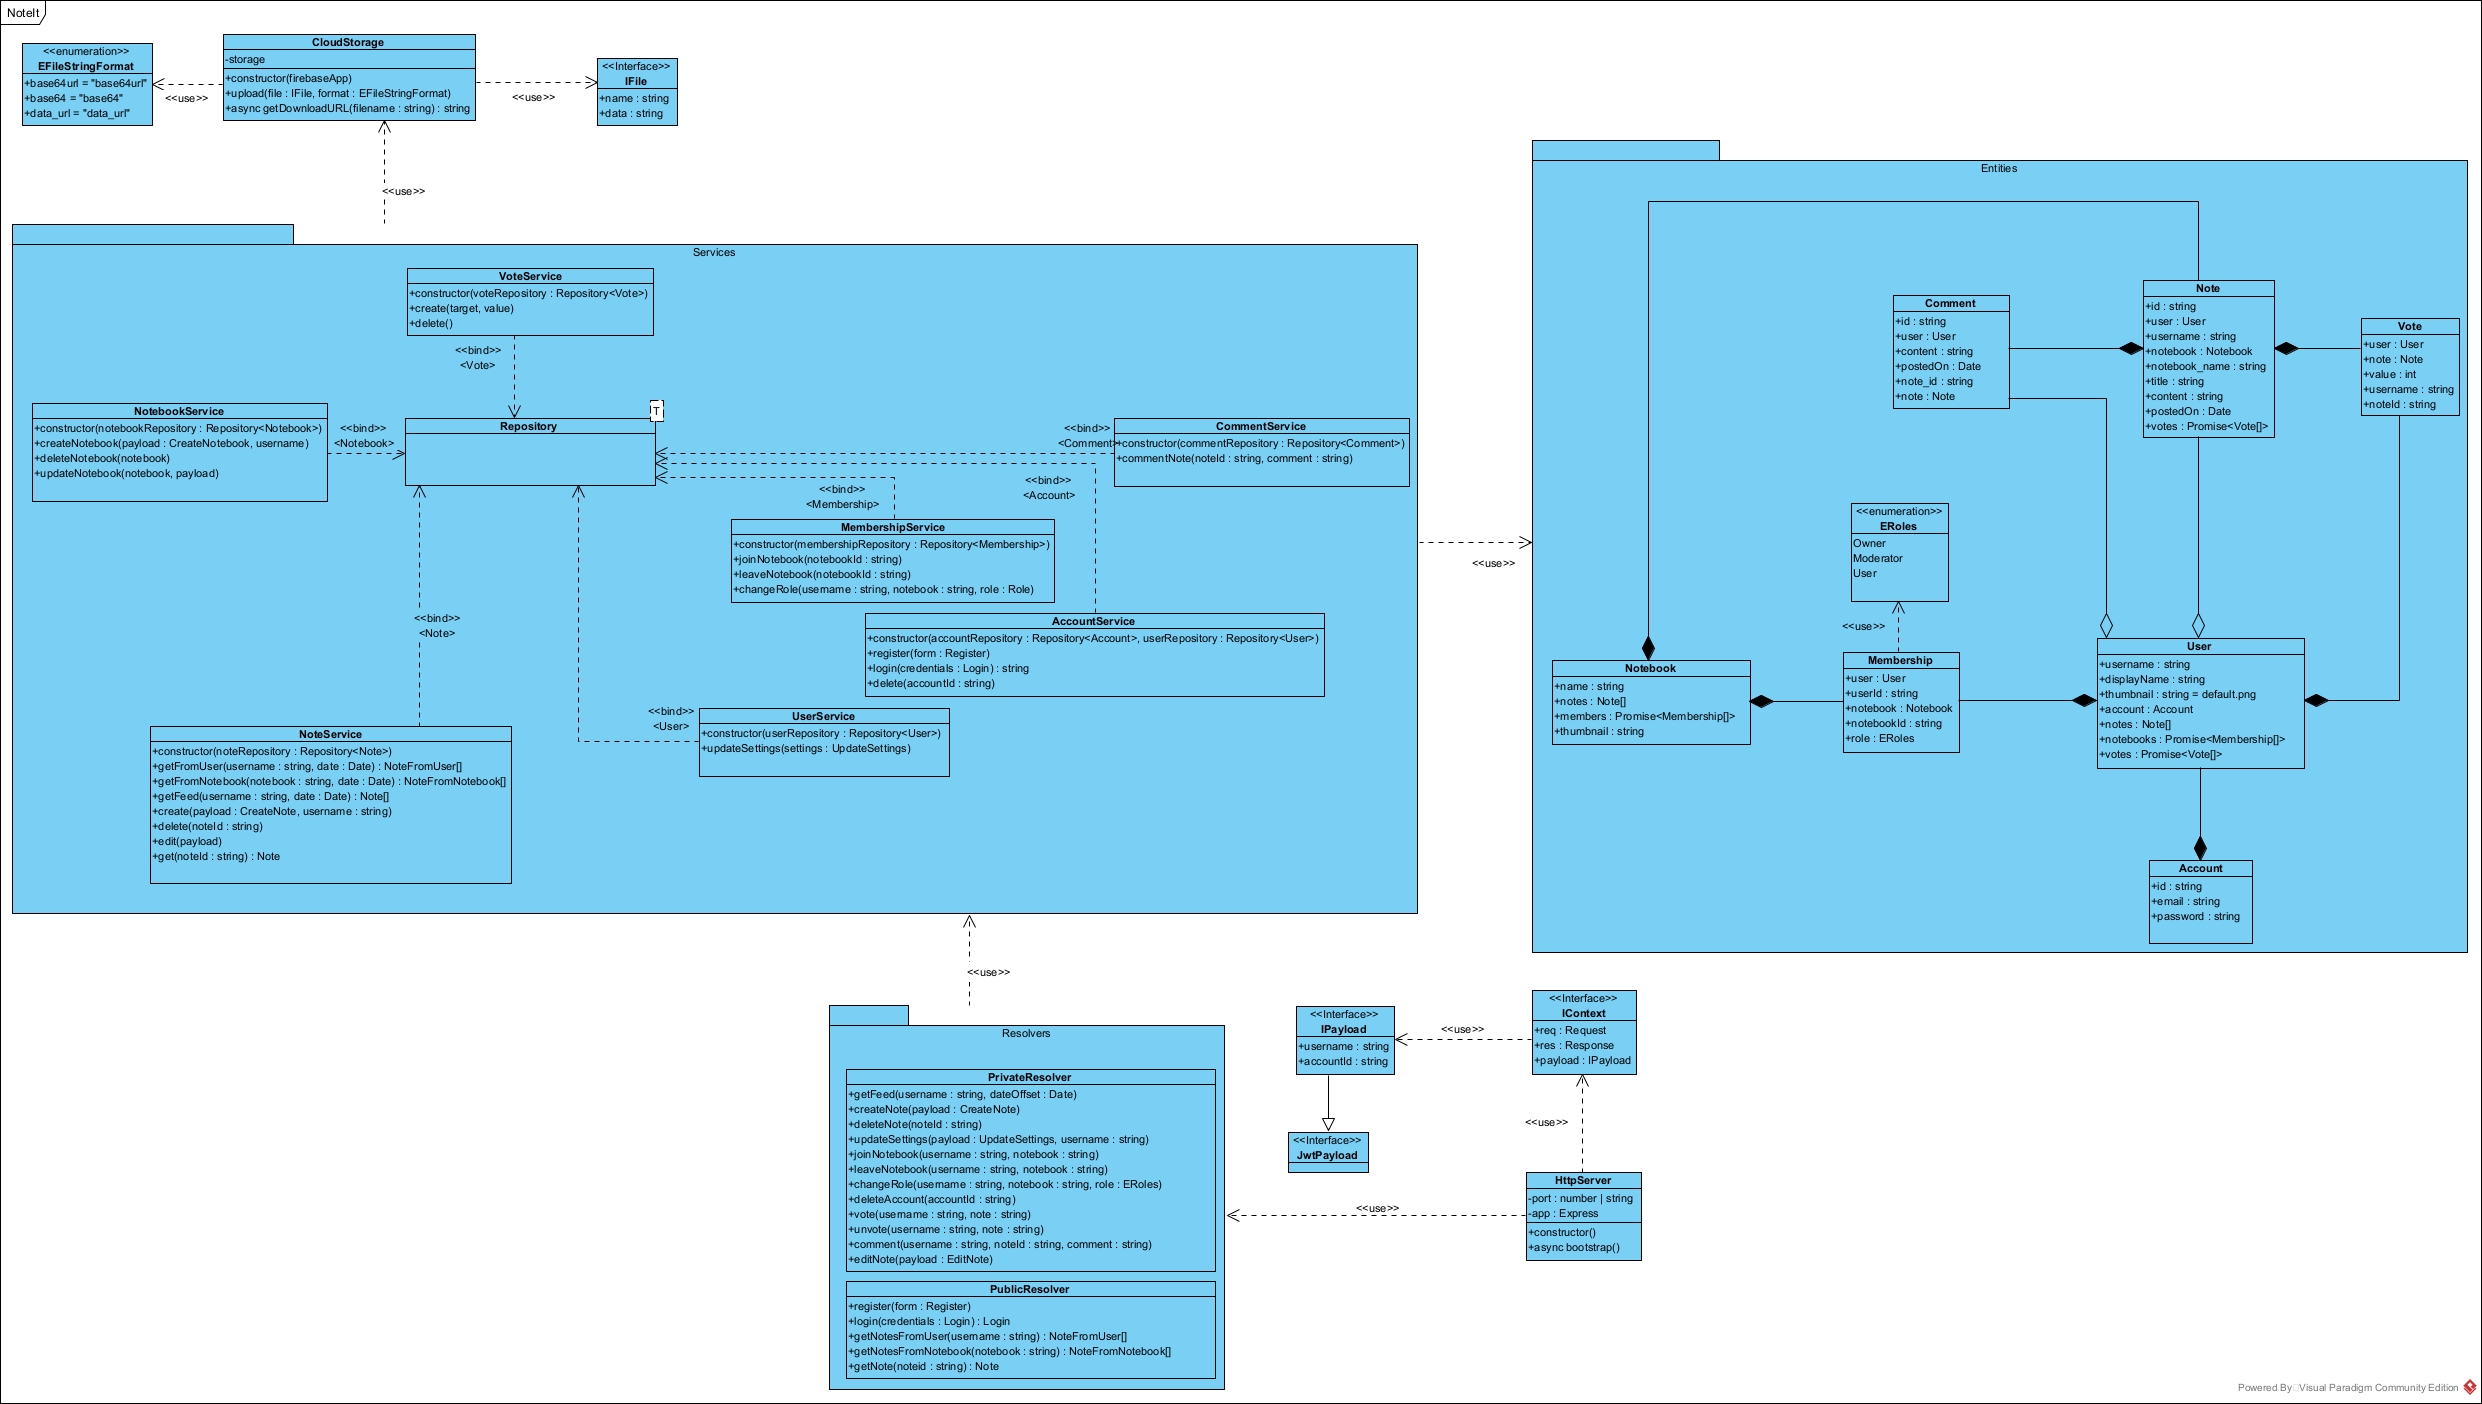 NoteIt
<<enumeration>>
EFileStringFormat
+base64url = "base64url"
+base64 = "base64"
+data_url = "data_url"
<<use>>
CloudStorage
-storage
+constructor(firebaseApp)
+upload(file : IFile, format : EFileStringFormat)
+async getDownloadURL(filename : string) : string
<<use>>
<<Interface>>
IFile
+name : string
+data : string
<<use>>
Services
VoteService
+constructor(voteRepository : Repository<Vote>)
+create(target, value)
+delete()
<<bind>>
<Vote>
NotebookService
+constructor(notebookRepository : Repository<Notebook>)
+createNotebook(payload : CreateNotebook, username)
+deleteNotebook(notebook)
+updateNotebook(notebook, payload)
<<bind>>
<Notebook>
T
Repository
<<bind>>
<Comment>
CommentService
+constructor(commentRepository : Repository<Comment>)
+commentNote(noteId : string, comment : string)
<<bind>>
<Membership>
<<bind>>
<Account>
MembershipService
+constructor(membershipRepository : Repository<Membership>)
+joinNotebook(notebookId : string)
+leaveNotebook(notebookId : string)
+changeRole(username : string, notebook : string, role : Role)
<<bind>>
<Note>
AccountService
+constructor(accountRepository : Repository<Account>, userRepository : Repository<User>)
+register(form : Register)
+login(credentials : Login) : string
+delete(accountId : string)
<<bind>>
<User>
UserService
+constructor(userRepository : Repository<User>)
+updateSettings(settings : UpdateSettings)
NoteService
+constructor(noteRepository : Repository<Note>)
+getFromUser(username : string, date : Date) : NoteFromUser[]
+getFromNotebook(notebook : string, date : Date) : NoteFromNotebook[]
+getFeed(username : string, date : Date) : Note[]
+create(payload : CreateNote, username : string)
+delete(noteId : string)
+edit(payload)
+get(noteId : string) : Note
<<use>>
Entities
Comment
+id : string
+user : User
+content : string
+postedOn : Date
+note_id : string
+note : Note
Note
+id : string
+user : User
+username : string
+notebook : Notebook
+notebook_name : string
+title : string
+content : string
+postedOn : Date
+votes : Promise<Vote[]>
Vote
+user : User
+note : Note
+value : int
+username : string
+noteId : string
<<enumeration>>
ERoles
Owner
Moderator
User
<<use>>
Notebook
+name : string
+notes : Note[]
+members : Promise<Membership[]>
+thumbnail : string
Membership
+user : User
+userId : string
+notebook : Notebook
+notebookId : string
+role : ERoles
User
+username : string
+displayName : string
+thumbnail : string = default.png
+account : Account
+notes : Note[]
+notebooks : Promise<Membership[]>
+votes : Promise<Vote[]>
Account
+id : string
+email : string
+password : string
<<use>>
Resolvers
PrivateResolver
+getFeed(username : string, dateOffset : Date)
+createNote(payload : CreateNote)
+deleteNote(noteId : string)
+updateSettings(payload : UpdateSettings, username : string)
+joinNotebook(username : string, notebook : string)
+leaveNotebook(username : string, notebook : string)
+changeRole(username : string, notebook : string, role : ERoles)
+deleteAccount(accountId : string)
+vote(username : string, note : string)
+unvote(username : string, note : string)
+comment(username : string, noteId : string, comment : string)
+editNote(payload : EditNote)
PublicResolver
+register(form : Register)
+login(credentials : Login) : Login
+getNotesFromUser(username : string) : NoteFromUser[]
+getNotesFromNotebook(notebook : string) : NoteFromNotebook[]
+getNote(noteid : string) : Note
<<Interface>>
IPayload
+username : string
+accountId : string
<<use>>
<<Interface>>
IContext
+req : Request
+res : Response
+payload : IPayload
<<Interface>>
JwtPayload
<<use>>
<<use>>
HttpServer
-port : number | string
-app : Express
+constructor()
+async bootstrap()
Powered By Visual Paradigm Community Edition